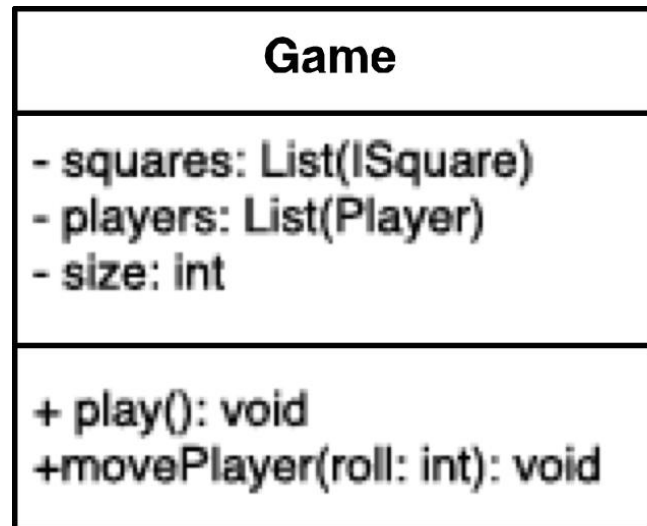 Game
- squares: List(ISquare)
- players: List(Player)
- size: int
+ play(): void
+movePlayer(roll: int): void